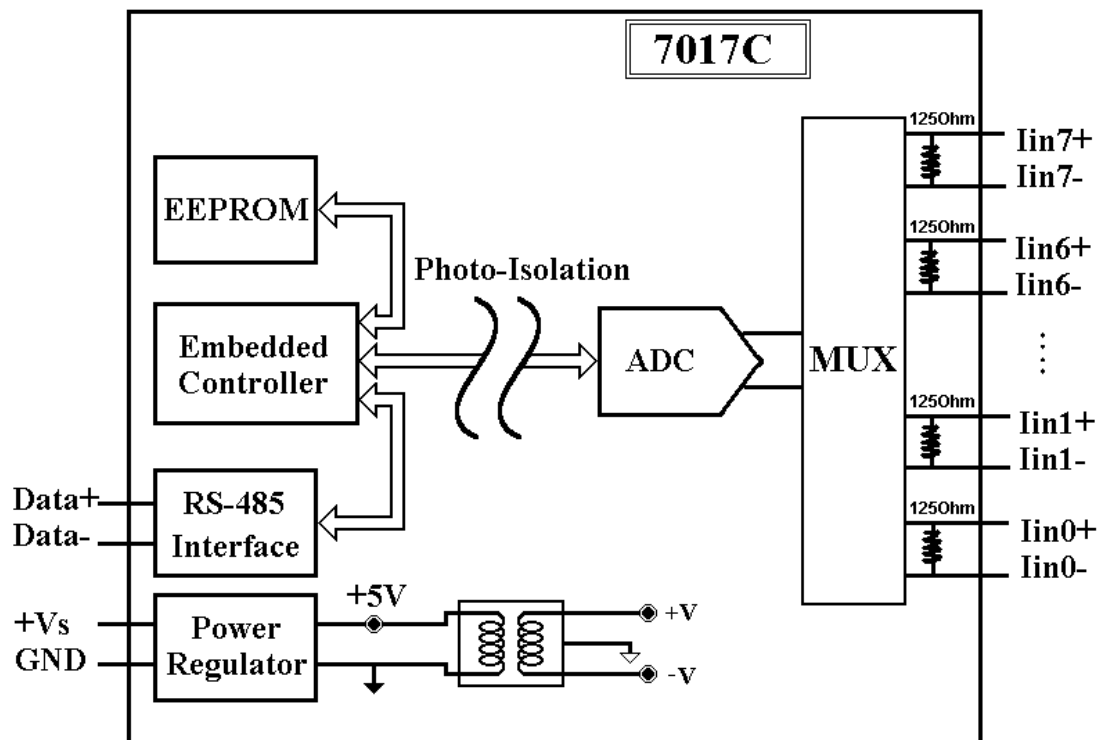 7017C
125Ohm
Iin7+
Iin7-
EEPROM
125Ohm
Iin6+
Iin6-
Photo-Isolation
Embedded
Controller
ADC
MUX
125Ohm
Iin1+
Iin1-
Data+
Data-
RS-485
Interface
125Ohm
Iin0+
Iin0-
+5V
+Vs
GND
Power
Regulator
+V
-V